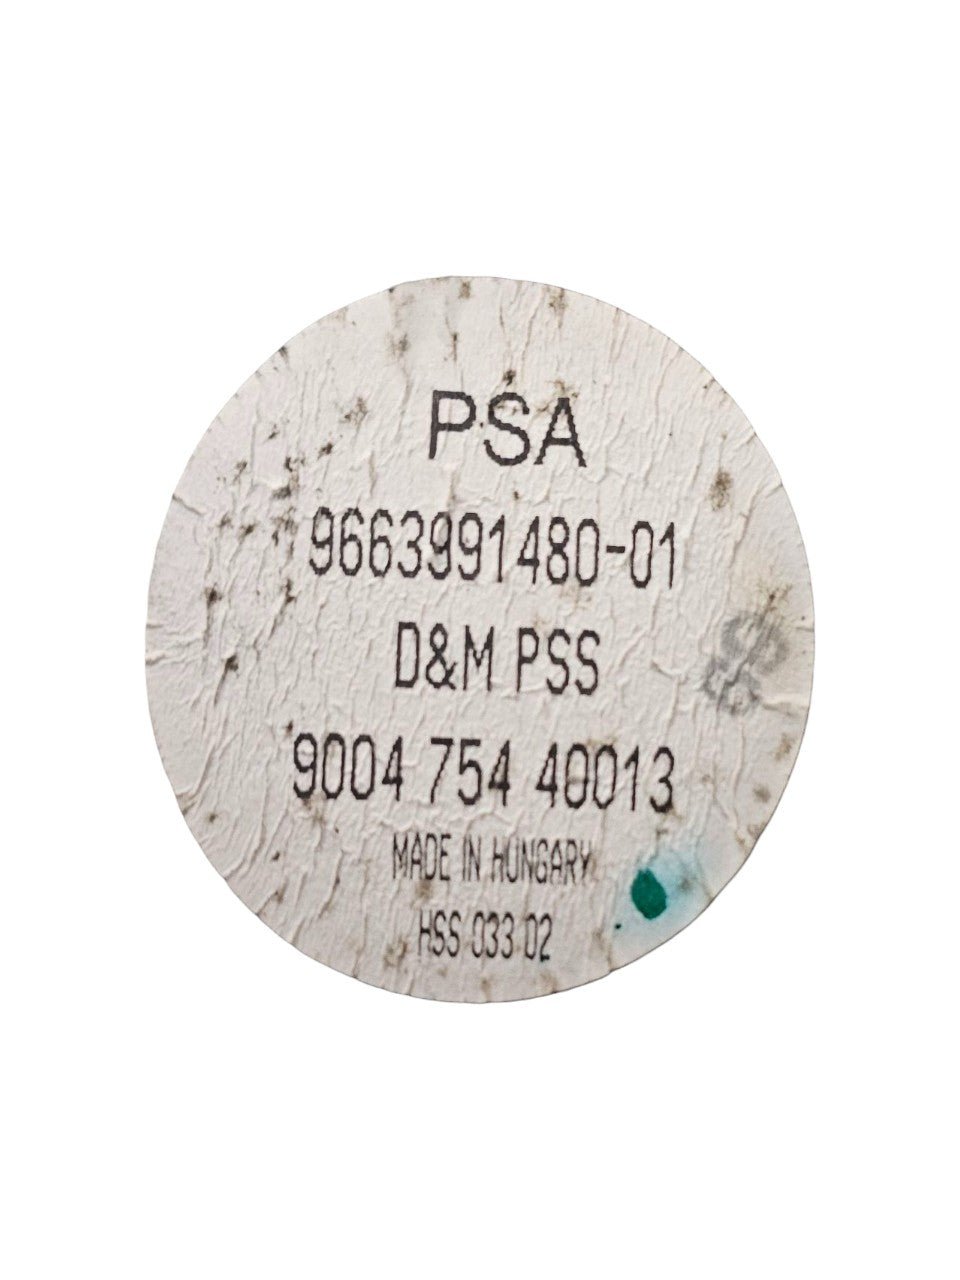 PSA
9663991480-01
D&M PSS
9004 754 40013
MADE IN HUNGARY
HSS 033 02